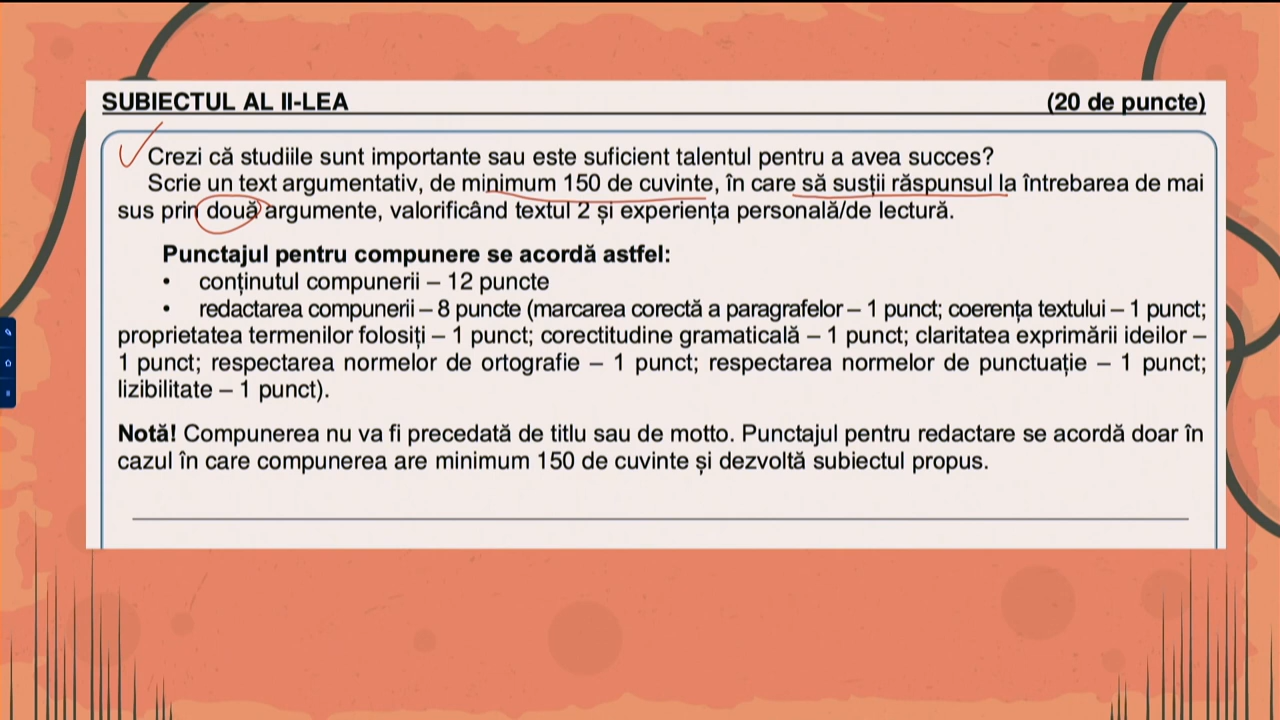 SUBIECTUL AL II-LEA (20 de puncte)
Crezi că studiile sunt importante sau este suficient talentul pentru a avea succes?
Scrie un text argumentativ, de minimum 150 de cuvinte, în care să susții răspunsul la întrebarea de mai
sus prin două argumente, valorificând textul 2 și experiența personală/de lectură.
Punctajul pentru compunere se acordă astfel:
• conținutul compunerii – 12 puncte
• redactarea compunerii – 8 puncte (marcarea corectă a paragrafelor – 1 punct; coerența textului – 1 punct;
proprietatea termenilor folosiți – 1 punct; corectitudine gramaticală – 1 punct; claritatea exprimării ideilor –
1 punct; respectarea normelor de ortografie – 1 punct; respectarea normelor de punctuație – 1 punct;
lizibilitate – 1 punct).
Notă! Compunerea nu va fi precedată de titlu sau de motto. Punctajul pentru redactare se acordă doar în
cazul în care compunerea are minimum 150 de cuvinte și dezvoltă subiectul propus.